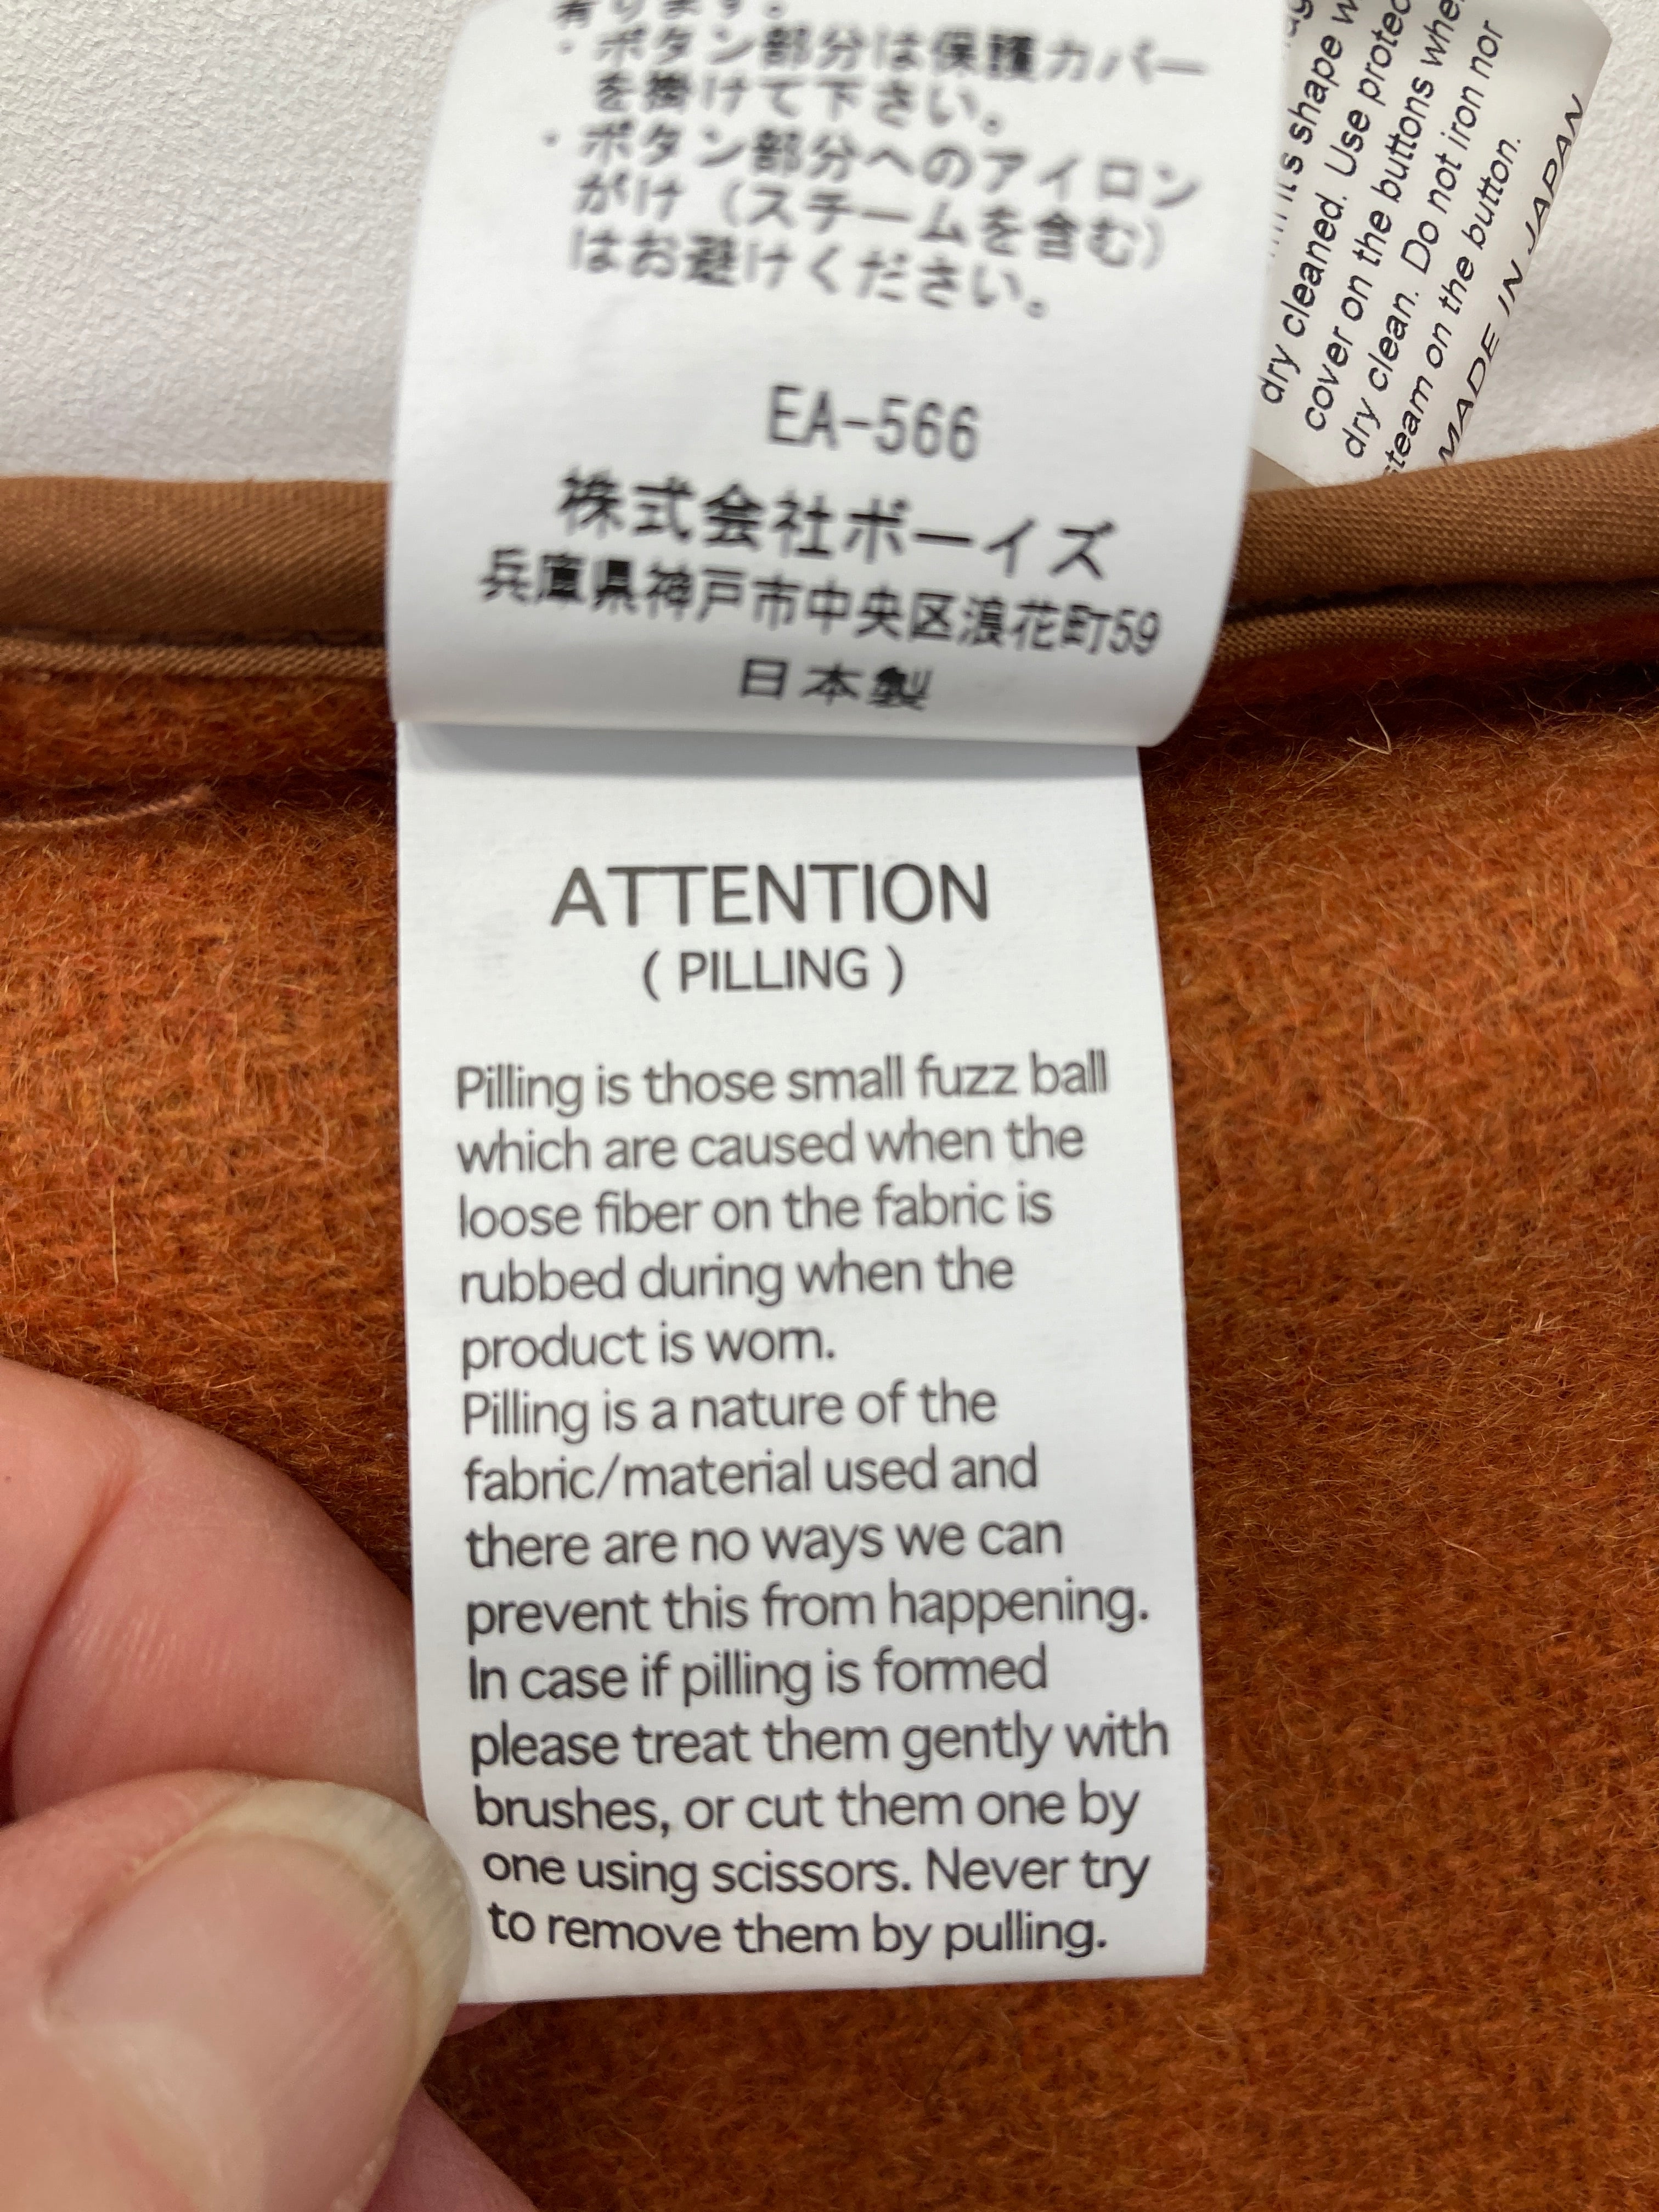 有ります。
・ボタン部分は保護カバー
を掛けて下さい。
・ボタン部分へのアイロン
がけ（スチームを含む）
はお避けください。
EA-566
株式会社ボーイズ
兵庫県神戸市中央区浪花町59
日本製
ATTENTION
( PILLING )
Pilling is those small fuzz ball
which are caused when the
loose fiber on the fabric is
rubbed during when the
product is worn.
Pilling is a nature of the
fabric/material used and
there are no ways we can
prevent this from happening.
In case if pilling is formed
please treat them gently with
brushes, or cut them one by
one using scissors. Never try
to remove them by pulling.
it's shape
dry cleaned. Use
cover on the buttons
dry clean. Do not iron nor
steam on the button.
MADE IN JAPAN